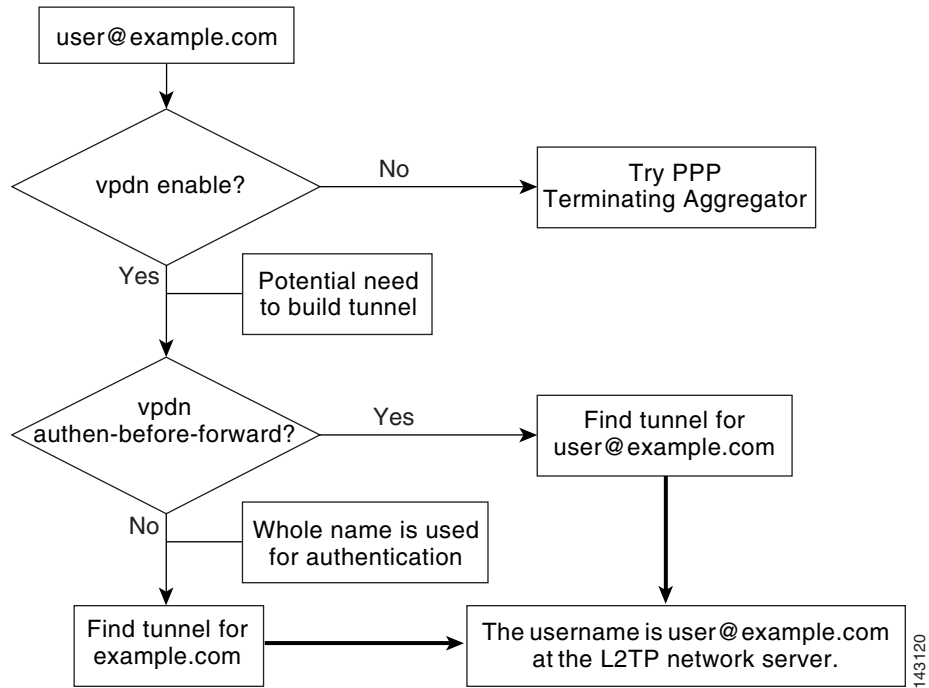 user@example.com
vpdn enable?
No
Try PPP
Terminating Aggregator
Yes
Potential need
to build tunnel
vpdn
authen-before-forward?
Yes
Find tunnel for
user@example.com
No
Whole name is used
for authentication
Find tunnel for
example.com
The username is user@example.com
at the L2TP network server.
143120